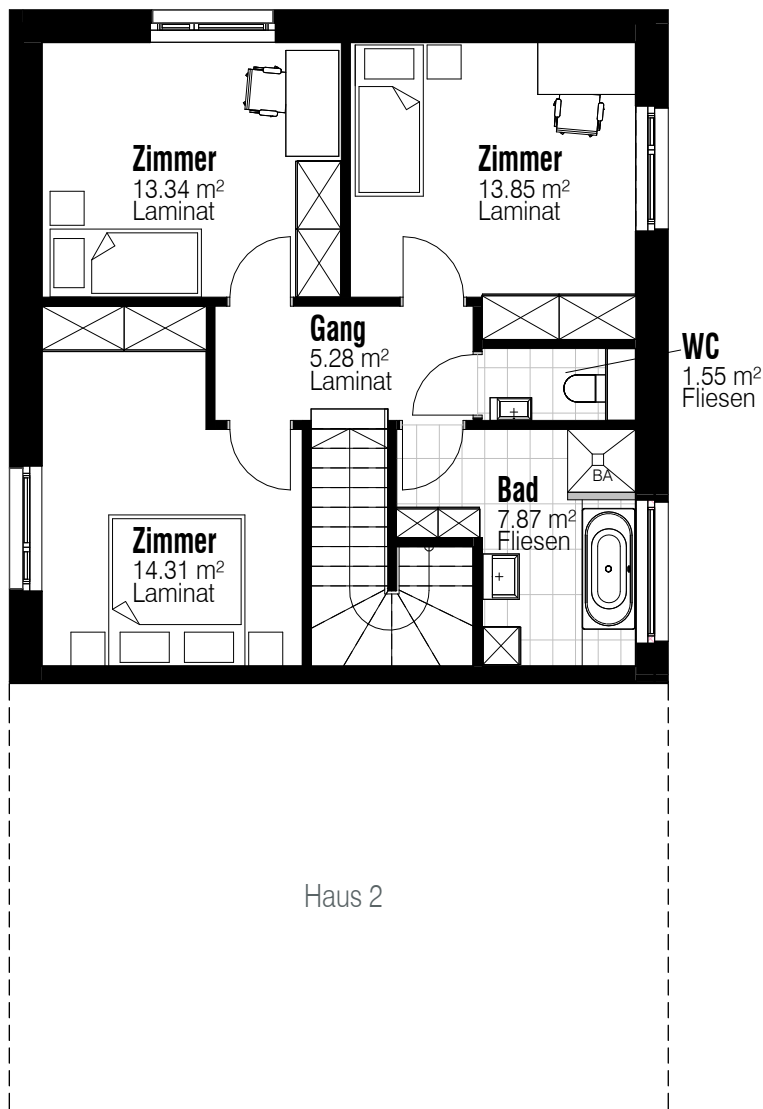 Zimmer
13.34 m²
Laminat
Zimmer
13.85 m²
Laminat
Gang
5.28 m²
Laminat
WC
1.55 m²
Fliesen
BA
Bad
7.87 m²
Fliesen
Zimmer
14.31 m²
Laminat
Haus 2